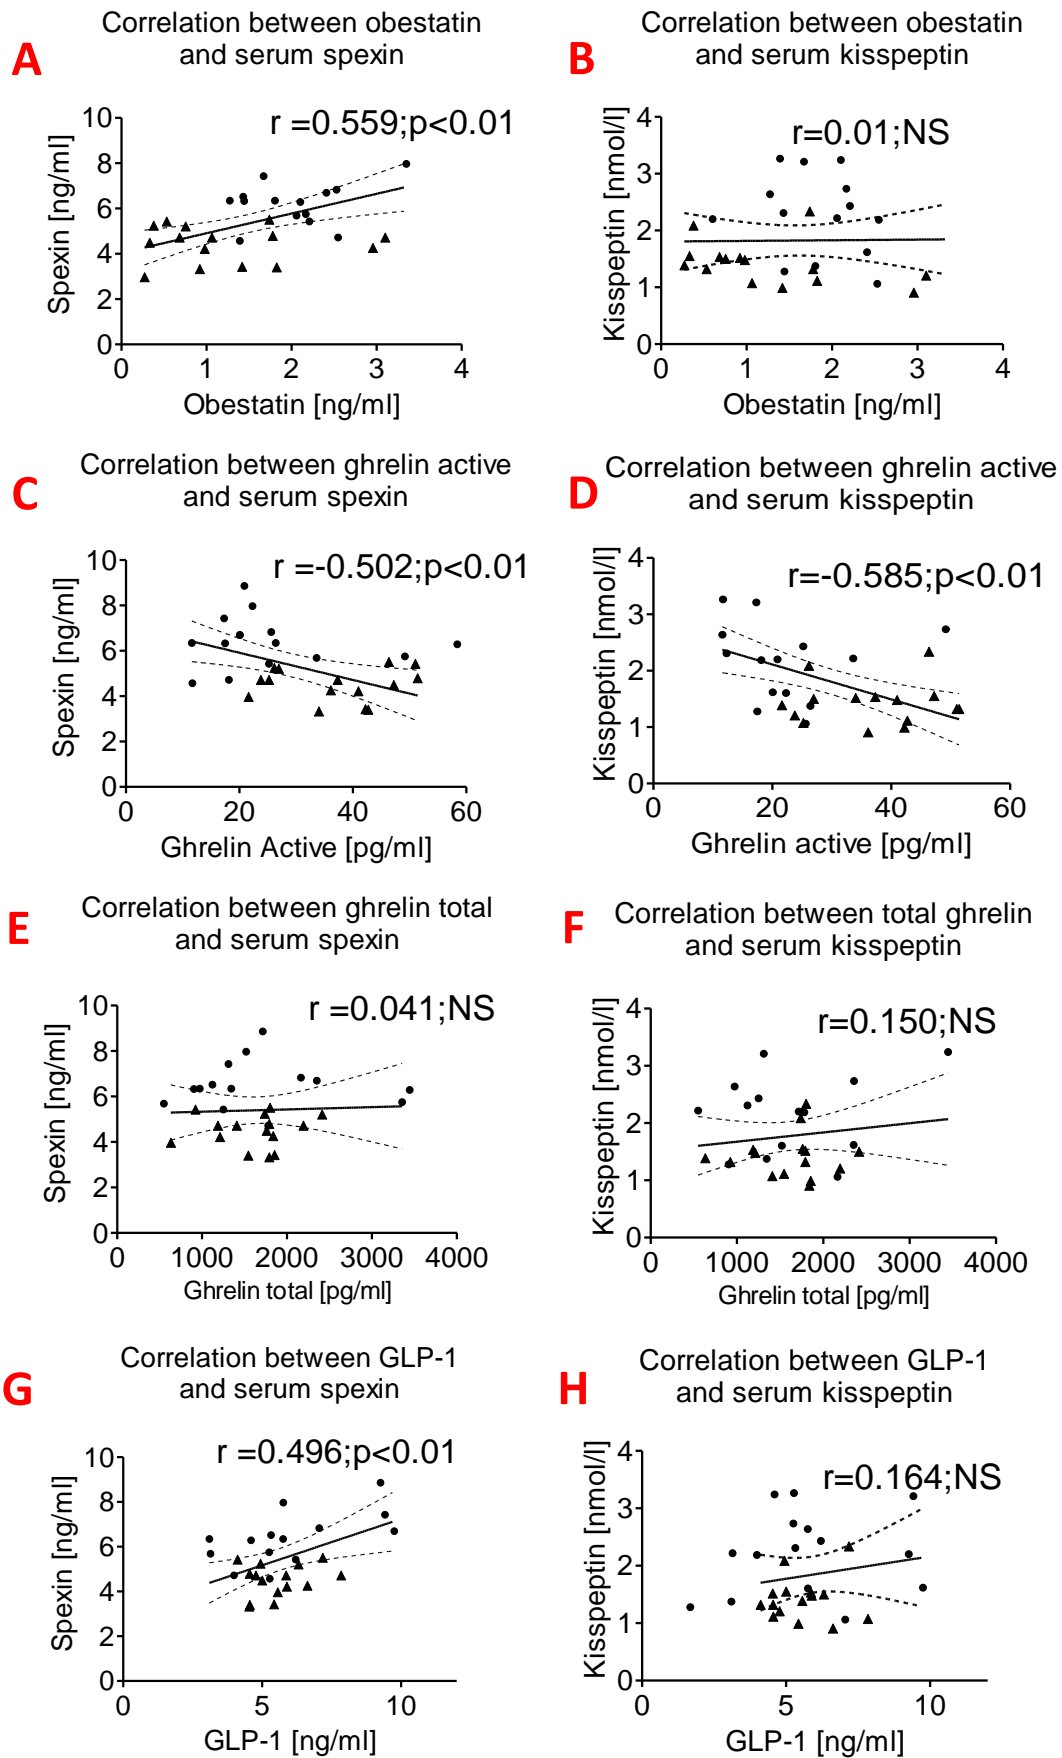 Correlation between obestatin
and serum spexin
A
r =0.559;p<0.01
Spexin [ng/ml]
10
8
6
4
2
0
0 1 2 3 4
Obestatin [ng/ml]
Correlation between obestatin
and serum kisspeptin
B
r=0.01;NS
Kisspeptin [nmol/l]
4
3
2
1
0
0 1 2 3 4
Obestatin [ng/ml]
Correlation between ghrelin active
and serum spexin
C
r =-0.502;p<0.01
Spexin [ng/ml]
10
8
6
4
2
0
0 20 40 60
Ghrelin Active [pg/ml]
Correlation between ghrelin active
and serum kisspeptin
D
r=-0.585;p<0.01
Kisspeptin [nmol/l]
4
3
2
1
0
0 20 40 60
Ghrelin active [pg/ml]
Correlation between ghrelin total
and serum spexin
E
r =0.041;NS
Spexin [ng/ml]
10
8
6
4
2
0
0 1000 2000 3000 4000
Ghrelin total [pg/ml]
Correlation between total ghrelin
and serum kisspeptin
F
r=0.150;NS
Kisspeptin [nmol/l]
4
3
2
1
0
0 1000 2000 3000 4000
Ghrelin total [pg/ml]
Correlation between GLP-1
and serum spexin
G
r =0.496;p<0.01
Spexin [ng/ml]
10
8
6
4
2
0
0 5 10
GLP-1 [ng/ml]
Correlation between GLP-1
and serum kisspeptin
H
r=0.164;NS
Kisspeptin [nmol/l]
4
3
2
1
0
0 5 10
GLP-1 [ng/ml]